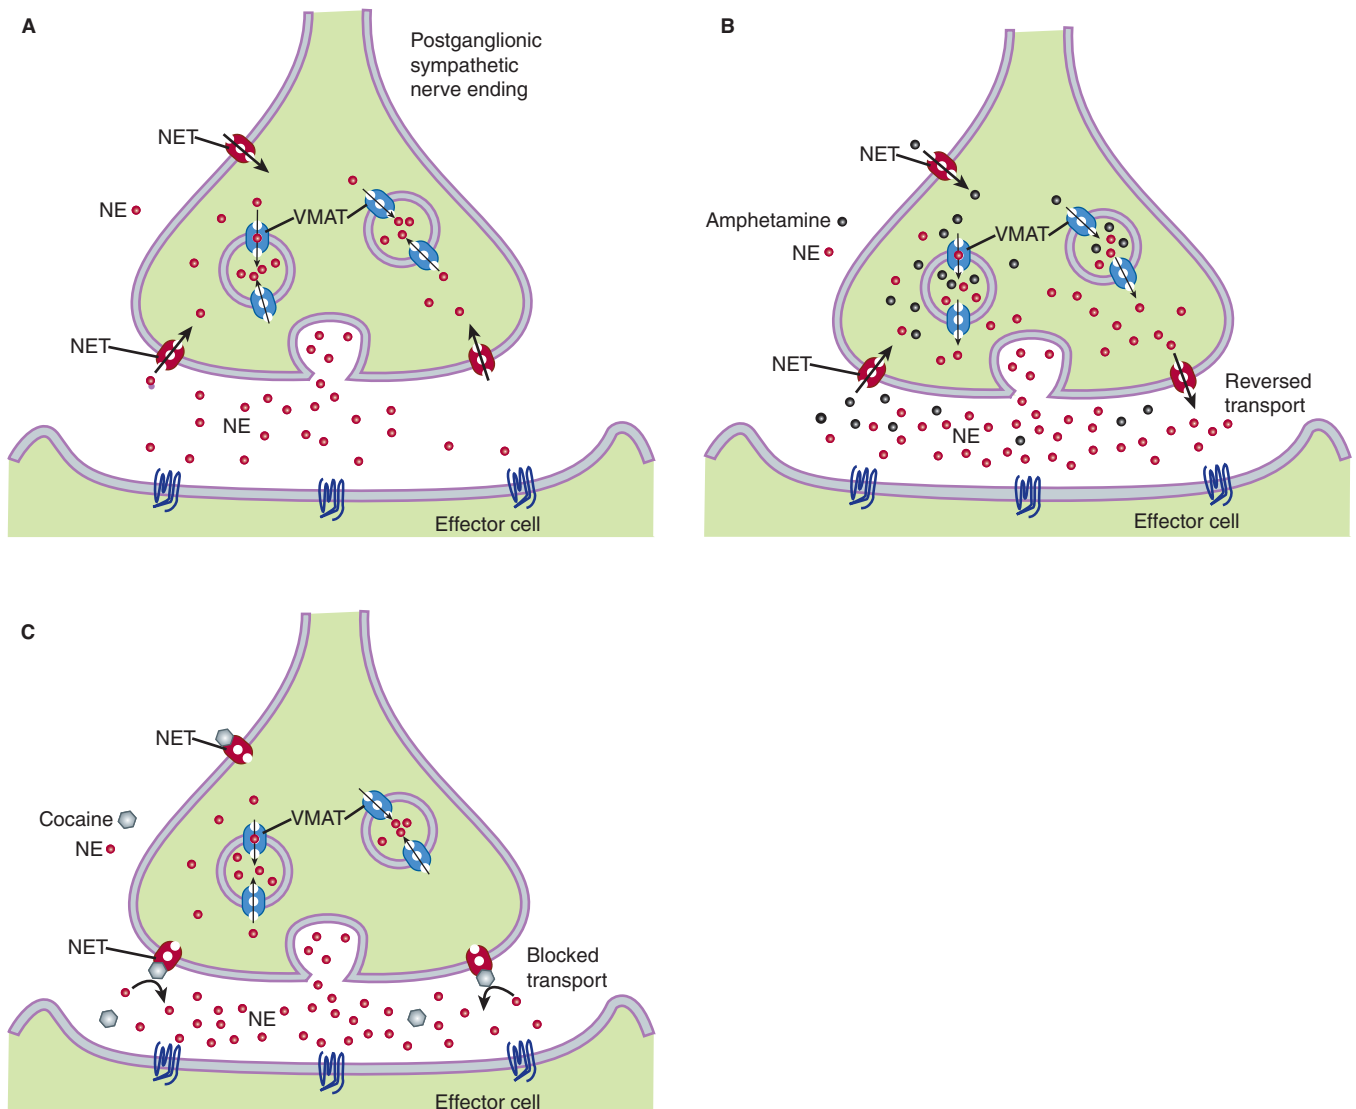 A
Postganglionic
sympathetic
nerve ending
NET
NE
VMAT
NET
NE
Effector cell
B
NET
Amphetamine
NE
VMAT
NET
Reversed
transport
NE
Effector cell
C
NET
Cocaine
NE
VMAT
NET
Blocked
transport
NE
Effector cell